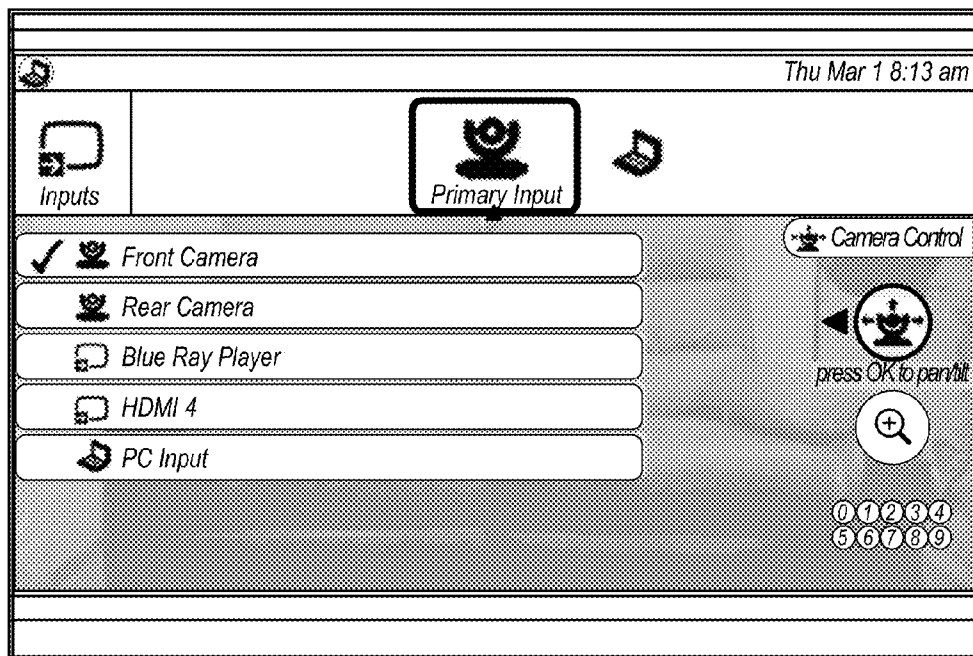 Thu Mar 1 8:13 am
Inputs
Primary Input
Front Camera
Rear Camera
Blue Ray Player
HDMI 4
PC Input
Camera Control
press OK to pan/tilt
0 1 2 3 4
5 6 7 8 9